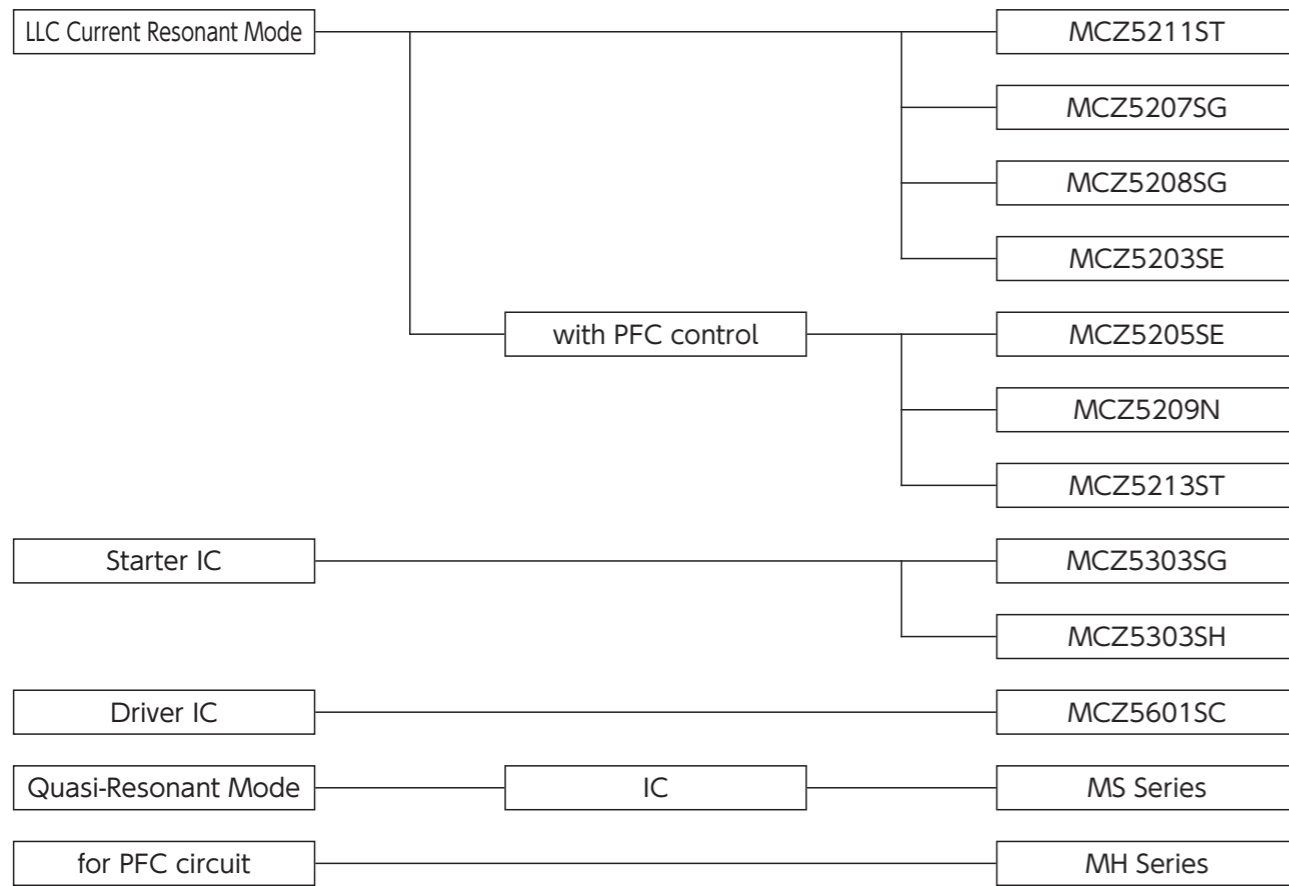 LLC Current Resonant Mode
MCZ5211ST
MCZ5207SG
MCZ5208SG
MCZ5203SE
with PFC control
MCZ5205SE
MCZ5209N
MCZ5213ST
Starter IC
MCZ5303SG
MCZ5303SH
Driver IC
MCZ5601SC
Quasi-Resonant Mode
IC
MS Series
for PFC circuit
MH Series